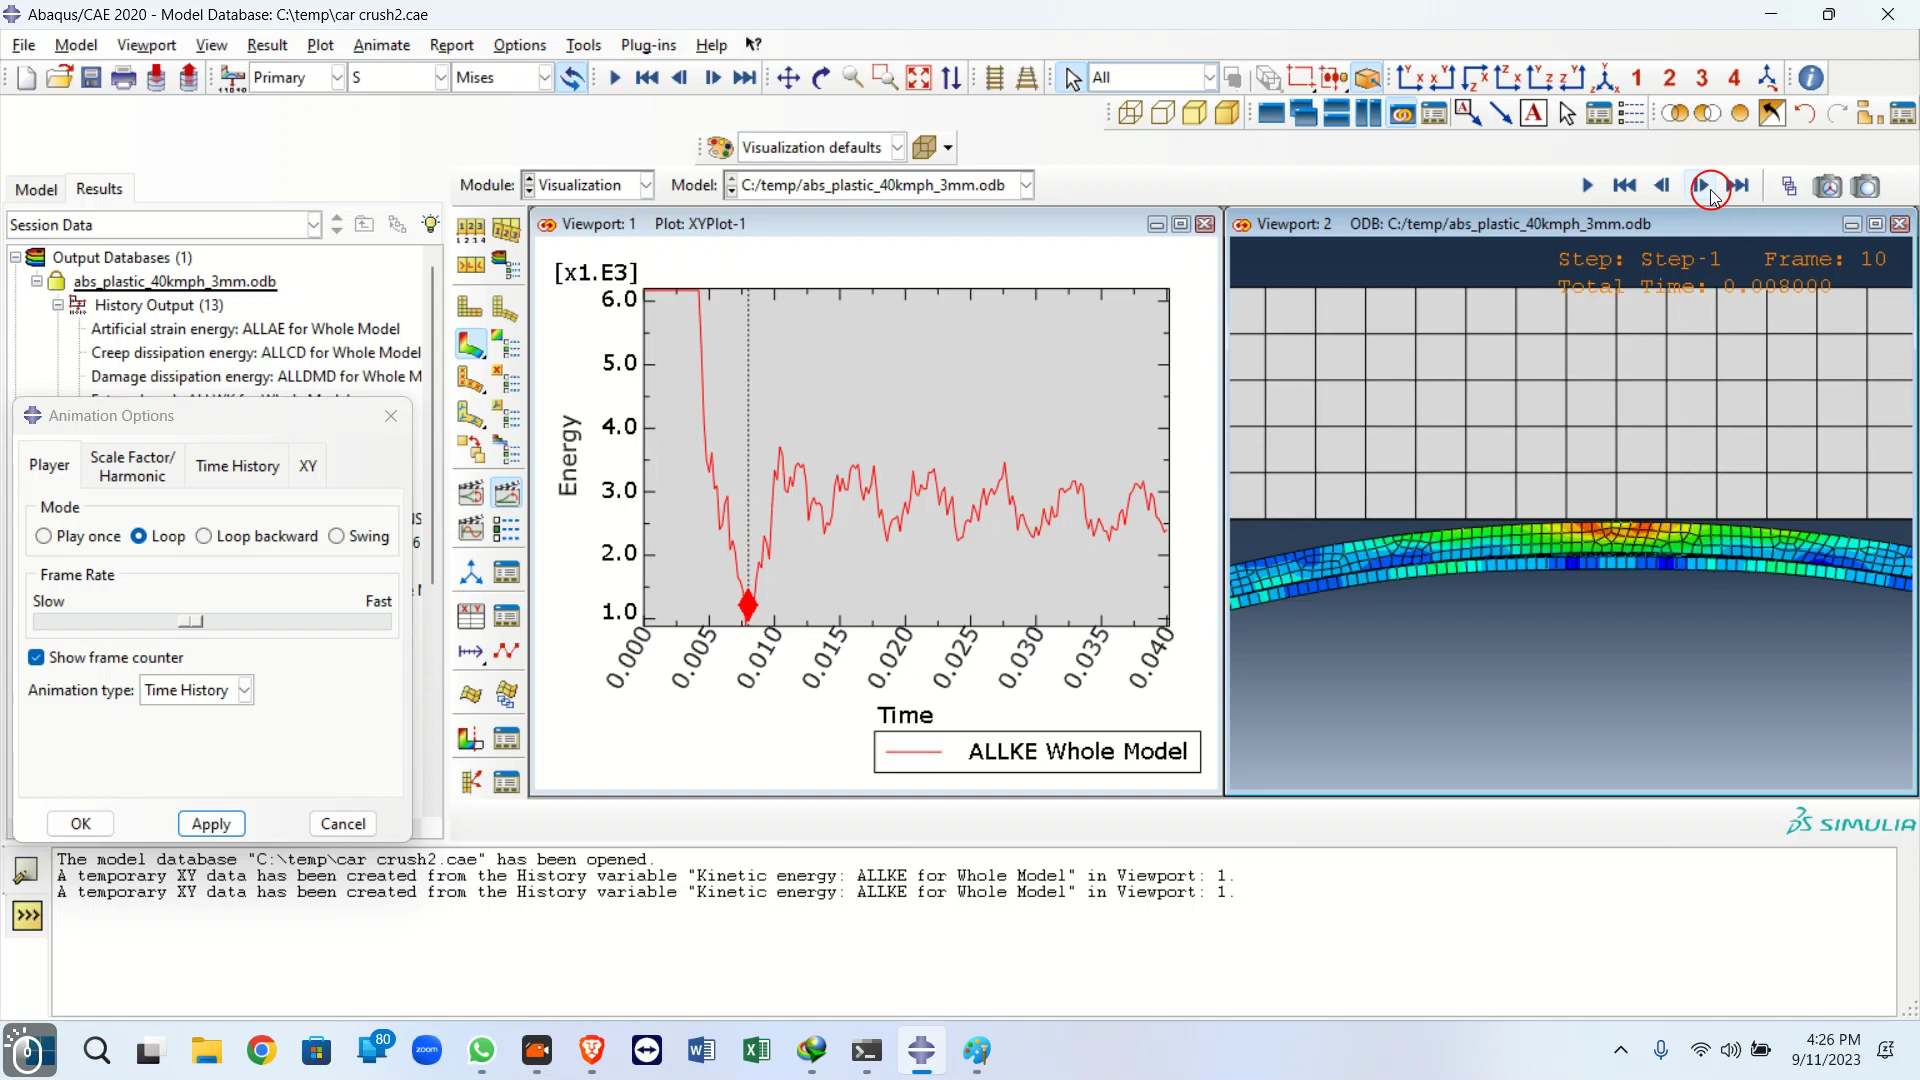 Abaqus/CAE 2020 - Model Database: C:\temp\car crush2.cae
File Model Viewport View Result Plot Animate Report Options Tools Plug-ins Help
Primary S Mises All 1 2 3 4
Visualization defaults
Module: Visualization Model: C:/temp/abs_plastic_40kmph_3mm.odb
Model Results
Session Data
Output Databases (1)
abs_plastic_40kmph_3mm.odb
History Output (13)
Artificial strain energy: ALLAE for Whole Model
Creep dissipation energy: ALLCD for Whole Model
Damage dissipation energy: ALLDMD for Whole M
Animation Options
Player Scale Factor/ Harmonic Time History XY
Mode
Play once Loop Loop backward Swing
Frame Rate
Slow Fast
Show frame counter
Animation type: Time History
OK Apply Cancel
Viewport: 1 Plot: XYPlot-1
[x1.E3]
6.0
5.0
4.0
3.0
2.0
1.0
Energy
0.000 0.005 0.010 0.015 0.020 0.025 0.030 0.035 0.040
Time
ALLKE Whole Model
Viewport: 2 ODB: C:/temp/abs_plastic_40kmph_3mm.odb
Step: Step-1 Frame: 10
Total Time: 0.008000
SIMULIA
The model database "C:\temp\car crush2.cae" has been opened.
A temporary XY data has been created from the History variable "Kinetic energy: ALLKE for Whole Model" in Viewport: 1.
A temporary XY data has been created from the History variable "Kinetic energy: ALLKE for Whole Model" in Viewport: 1.
80
zoom
4:26 PM
9/11/2023